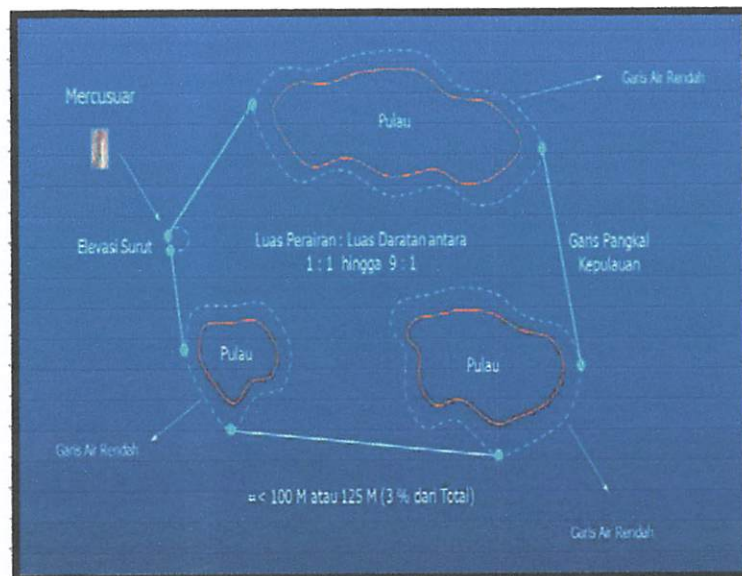 Garis Air Rendah
Mercusuar
Pulau
Elevasi Surut
Luas Perairan : Luas Daratan antara
1 : 1 hingga 9 : 1
Garis Pangkal
Kepulauan
Pulau
Pulau
Garis Air Rendah
< 100 M atau 125 M (3 % dari Total)
Garis Air Rendah